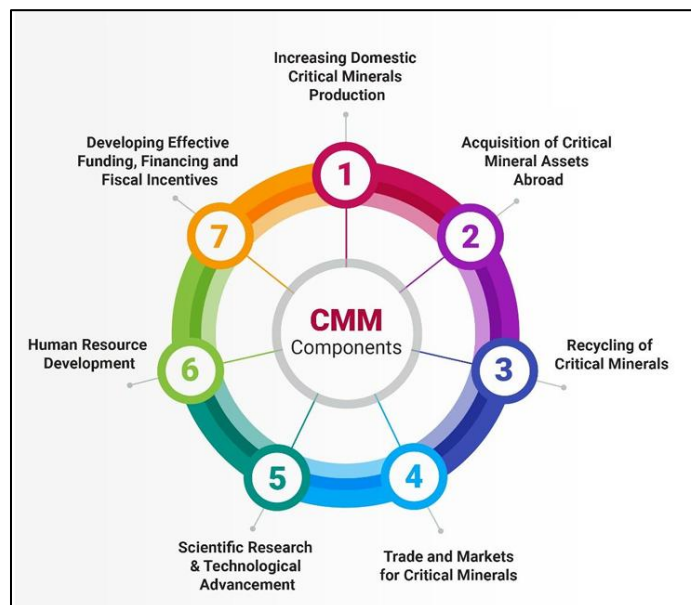 Increasing Domestic
Critical Minerals
Production
1
Acquisition of Critical
Mineral Assets
Abroad
2
Recycling of
Critical Minerals
3
Trade and Markets
for Critical Minerals
4
Scientific Research
& Technological
Advancement
5
Human Resource
Development
6
Developing Effective
Funding, Financing and
Fiscal Incentives
7
CMM
Components